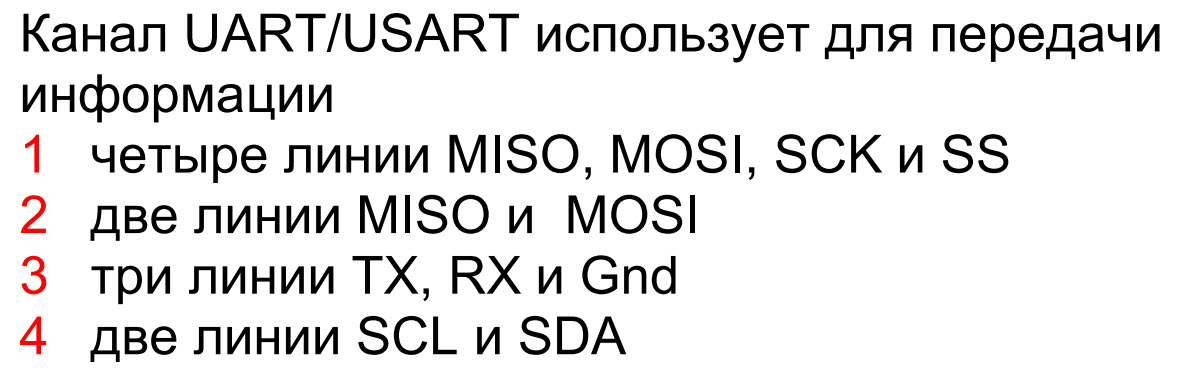 Канал UART/USART использует для передачи
информации
1 четыре линии MISO, MOSI, SCK и SS
2 две линии MISO и MOSI
3 три линии TX, RX и Gnd
4 две линии SCL и SDA